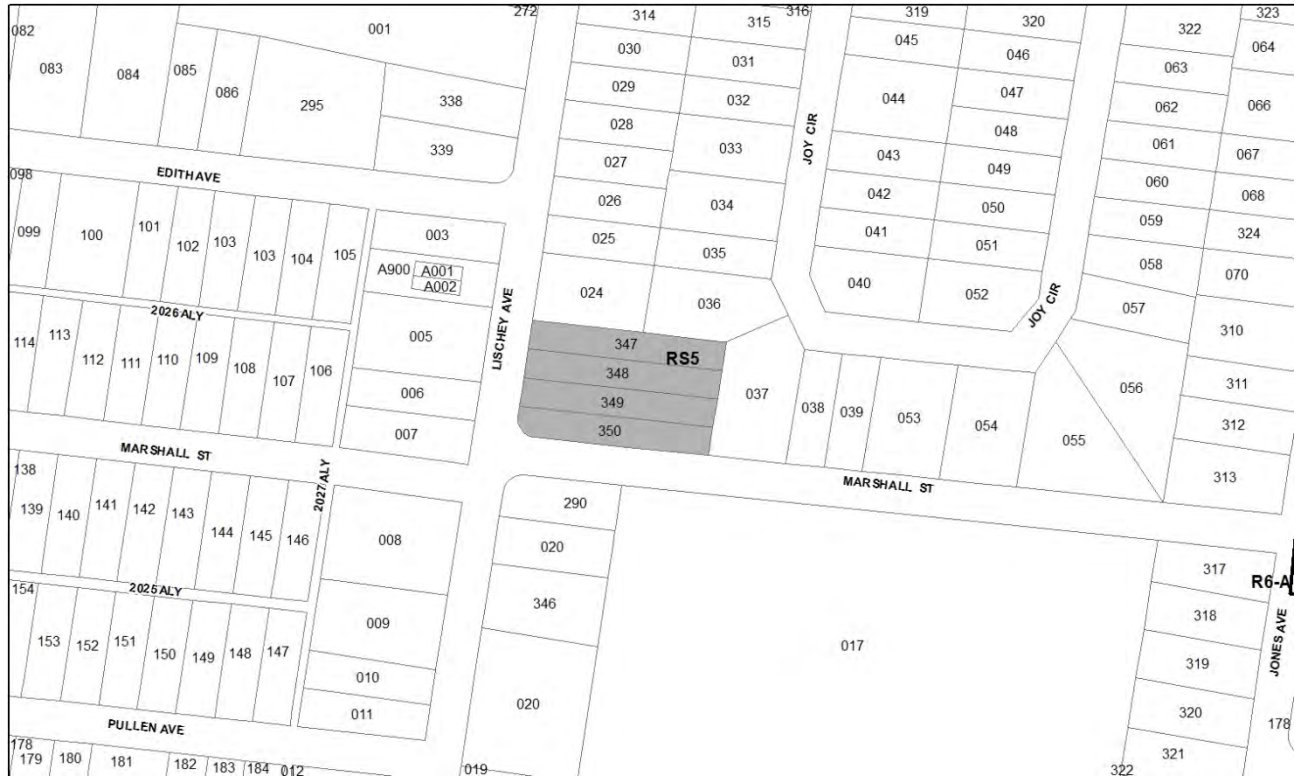 272 314 315 316 319 320 322 323
082 001 030 045 046 064
083 084 085 086 295 338 029 031 044 047 063 066
339 028 032 048 062
027 033 043 049 061 067
EDITH AVE
JOY CIR
098 026 034 042 050 060 068
099 100 101 102 103 103 104 105 003 025 035 041 051 059 324
A900 A001
A002
024 036 040 052 058 070
LISCHEY AVE
JOY CIR
2026 ALY
114 113 112 111 110 109 108 107 106 005 057 310
347
RS5
348
349
350
006 037 038 039 053 054 055 056 311
007 312
313
MARSHALL ST
MARSHALL ST
2027 ALY
138
139 140 141 142 143 144 145 146 008 290
020 317
R6-A
2025 ALY
154 346 318
JONES AVE
153 152 151 150 149 148 147 009 017 319
010 020 320 178
011
PULLEN AVE
178 321
179 180 181 182 183 184 012 019 322